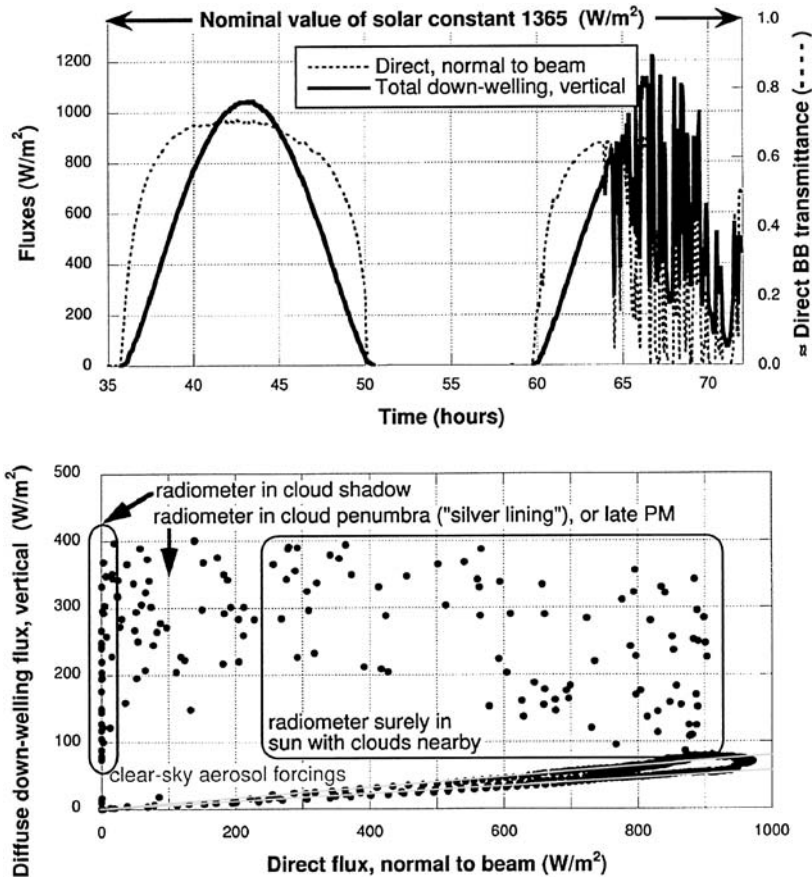 Nominal value of solar constant 1365 (W/m²)
Direct, normal to beam
Total down-welling, vertical
Fluxes (W/m²)
1200
1000
800
600
400
200
0
1.0
0.8
0.6
0.4
0.2
0.0
≈ Direct BB transmittance (----)
35 40 45 50 55 60 65 70
Time (hours)
Diffuse down-welling flux, vertical (W/m²)
500
400
300
200
100
0
radiometer in cloud shadow
radiometer in cloud penumbra ("silver lining"), or late PM
radiometer surely in
sun with clouds nearby
clear-sky aerosol forcings
0 200 400 600 800 1000
Direct flux, normal to beam (W/m²)